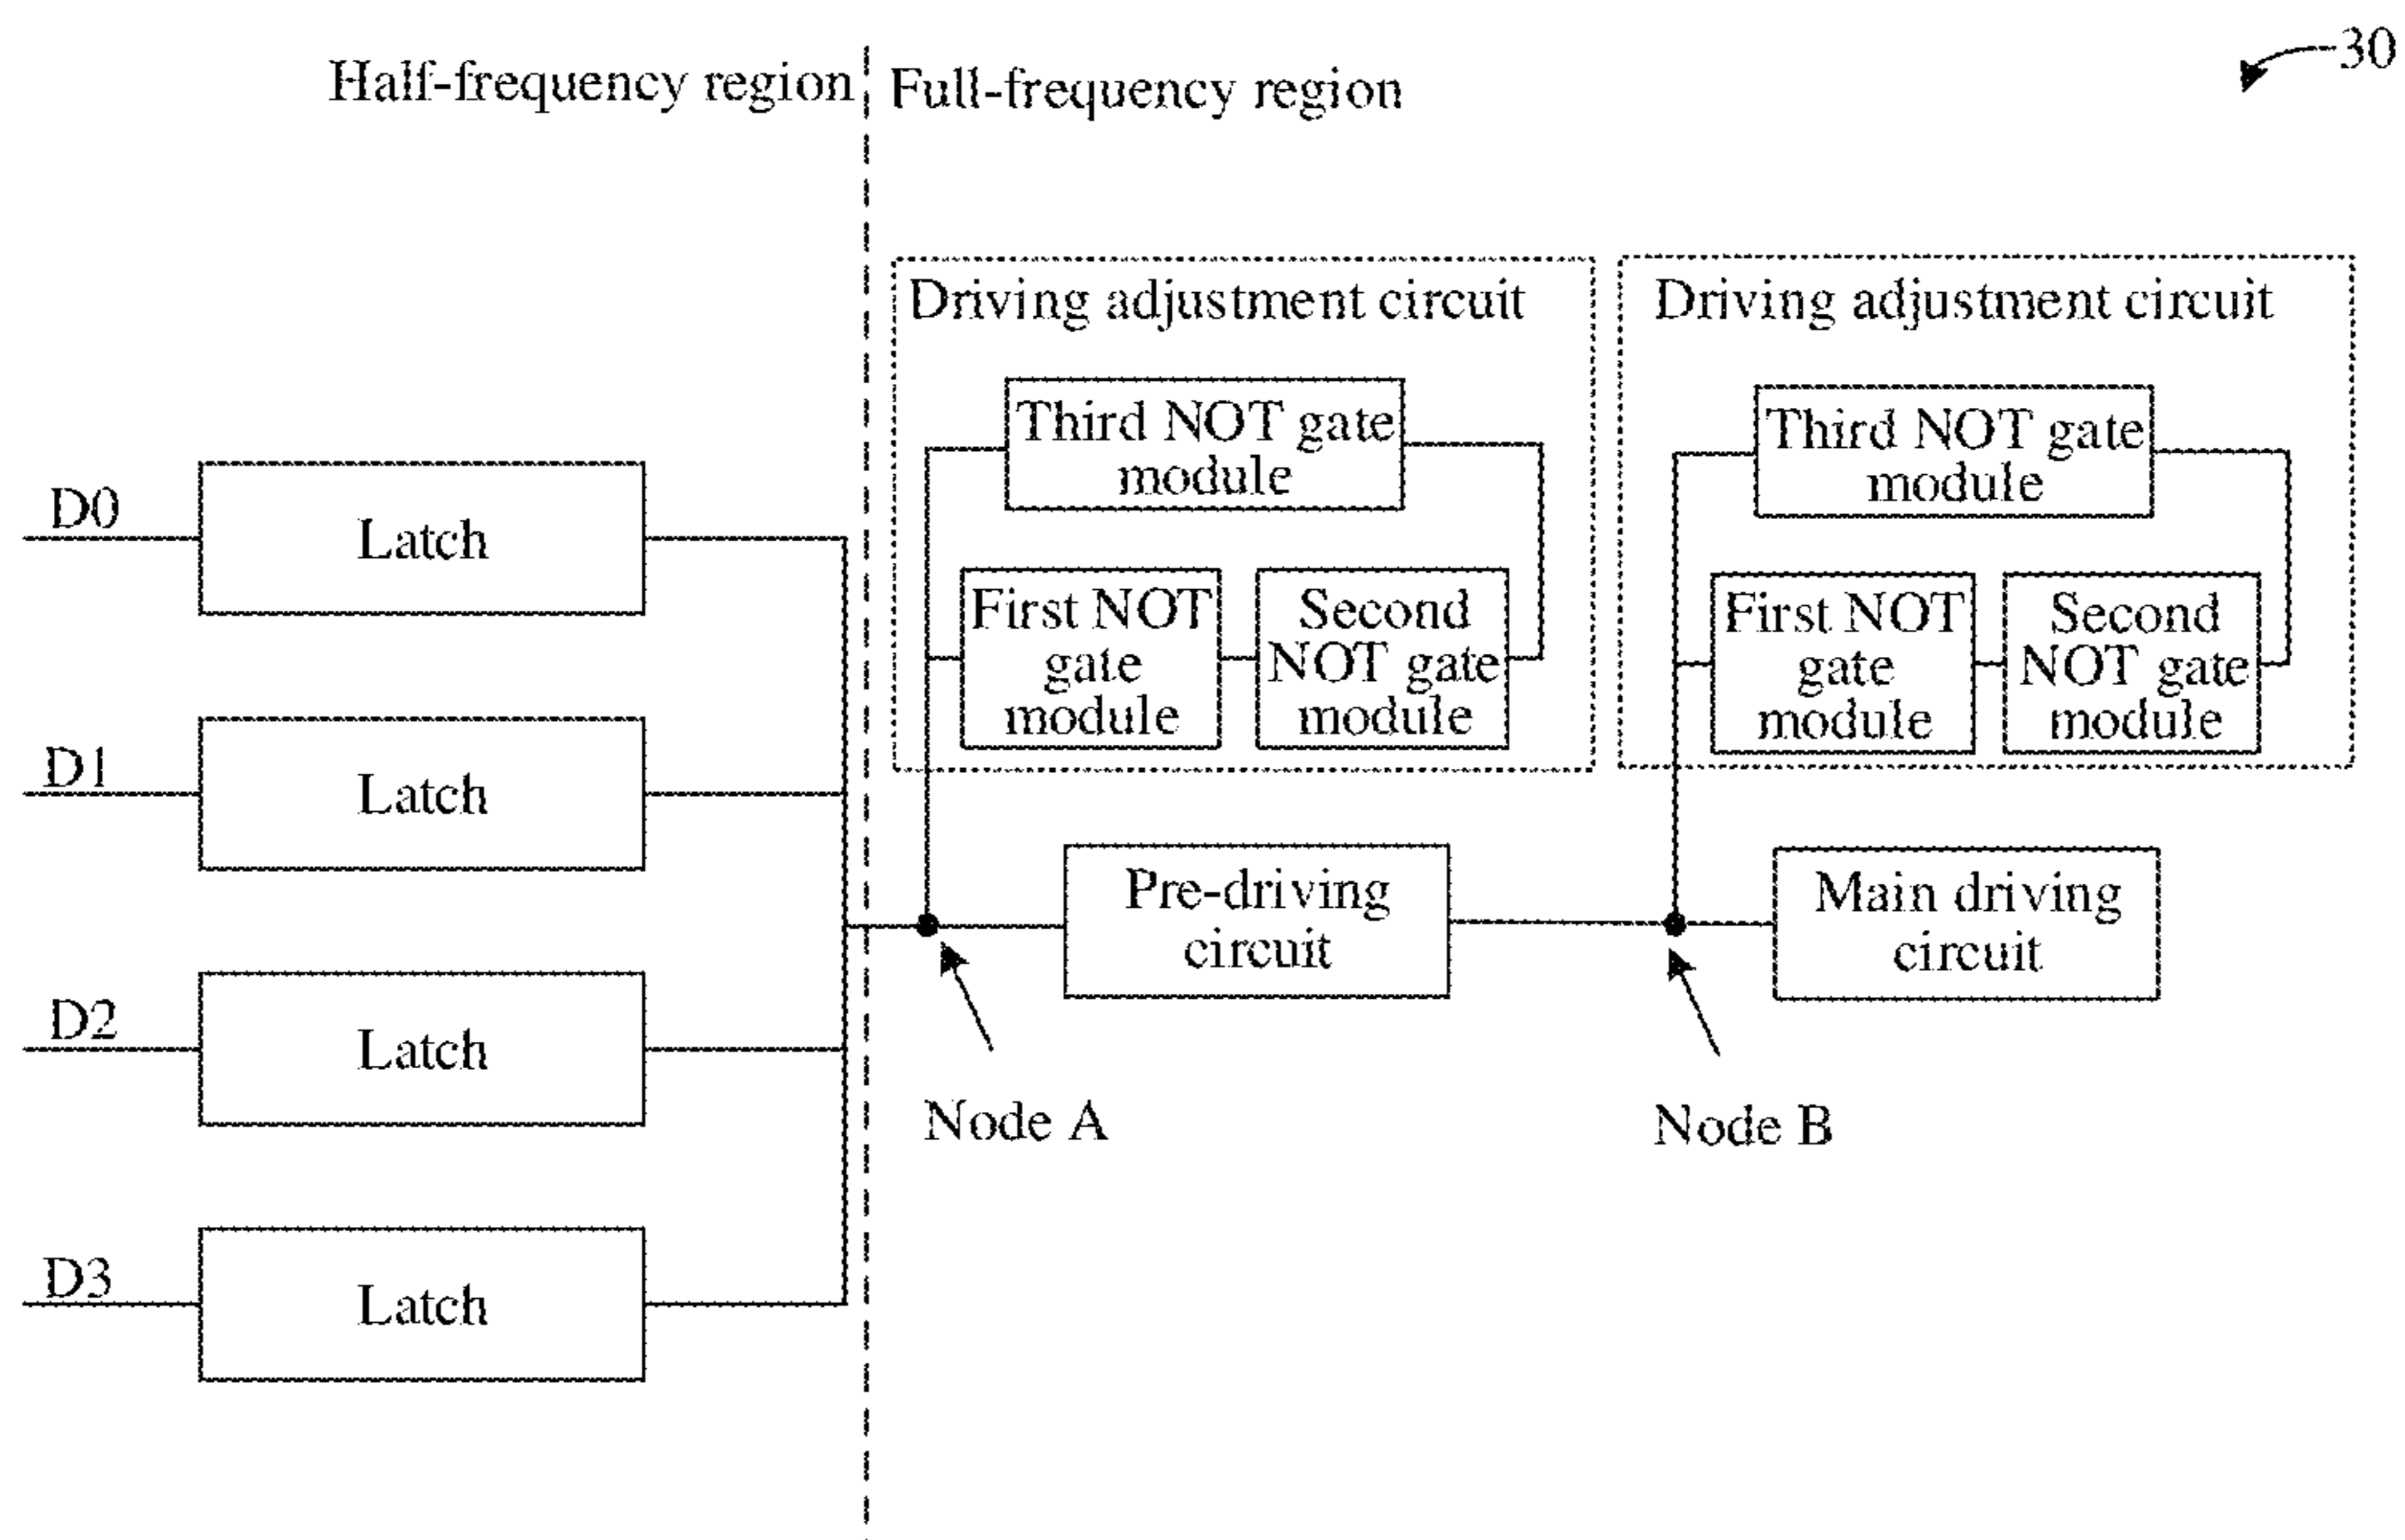 30
Half-frequency region
Full-frequency region
Driving adjustment circuit
Third NOT gate
module
First NOT
gate
module
Second
NOT gate
module
Driving adjustment circuit
Third NOT gate
module
First NOT
gate
module
Second
NOT gate
module
D0
Latch
D1
Latch
D2
Latch
D3
Latch
Pre-driving
circuit
Main driving
circuit
Node A
Node B